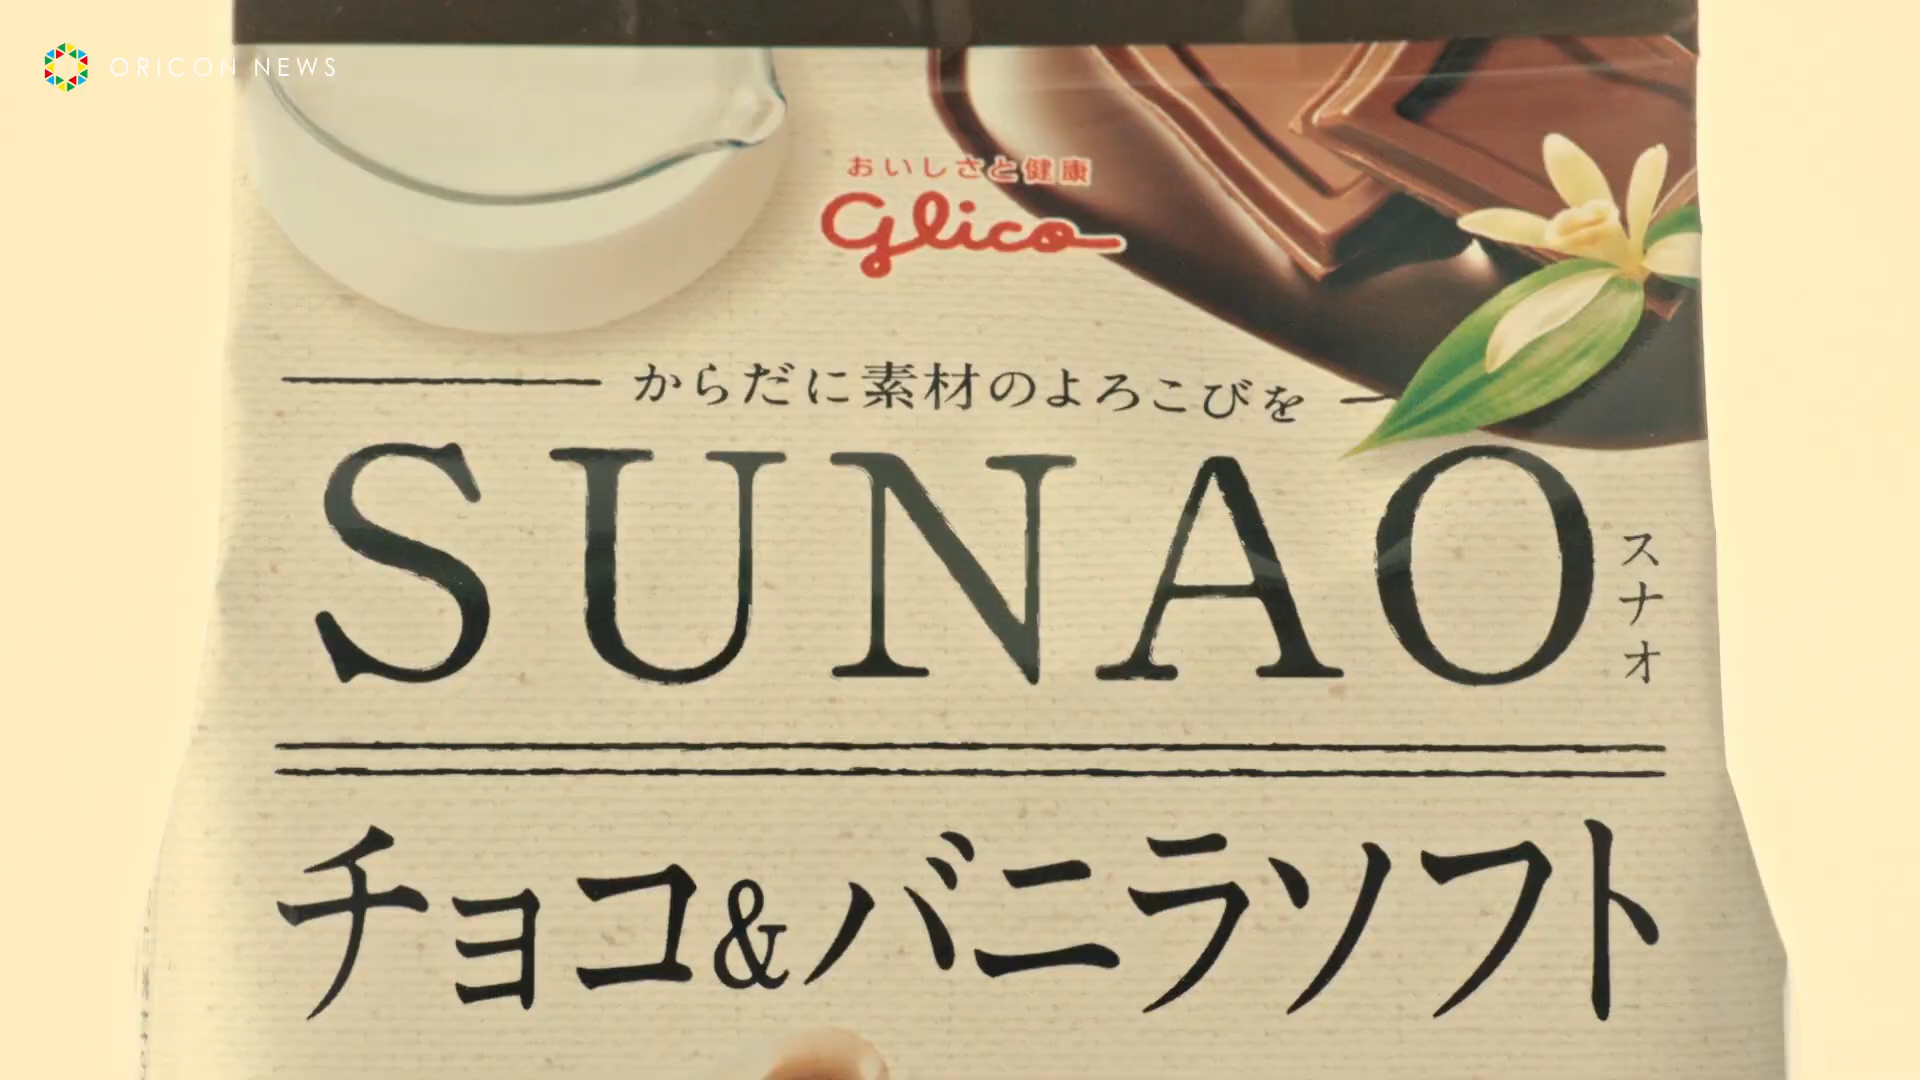 ORICON NEWS
おいしさと健康
glico
からだに素材のよろこびを
SUNAO
スナオ
チョコ&バニラソフト